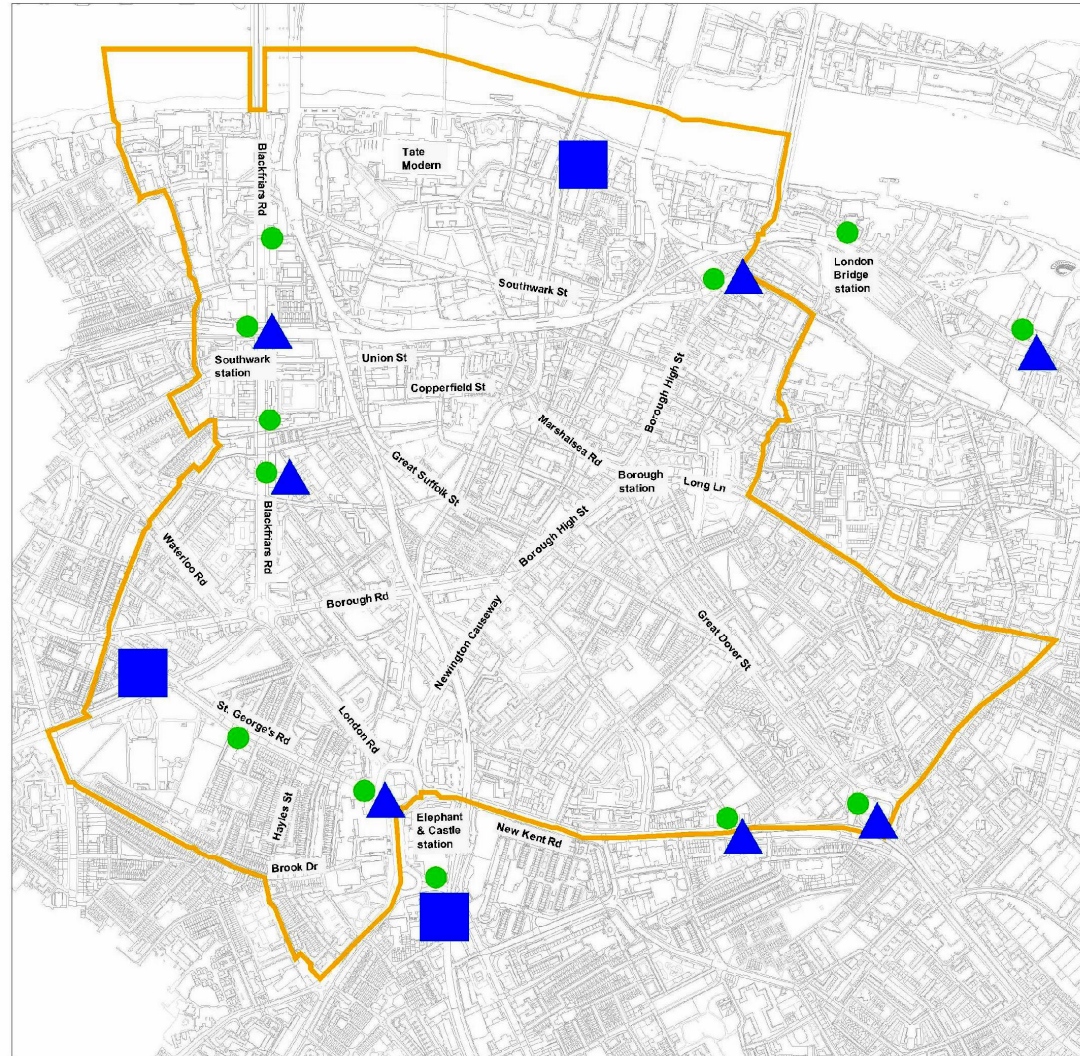 Tate
Modern
Blackfriars Rd
London
Bridge
station
Southwark St
Southwark
station
Union St
Copperfield St
Borough High St
Marshalsea Rd
Great Suffolk St
Borough
station
Long Ln
Blackfriars Rd
Borough High St
Waterloo Rd
Borough Rd
Newington Causeway
Great Dover St
St. George's Rd
London Rd
Hayles St
Elephant
& Castle
station
New Kent Rd
Brook Dr